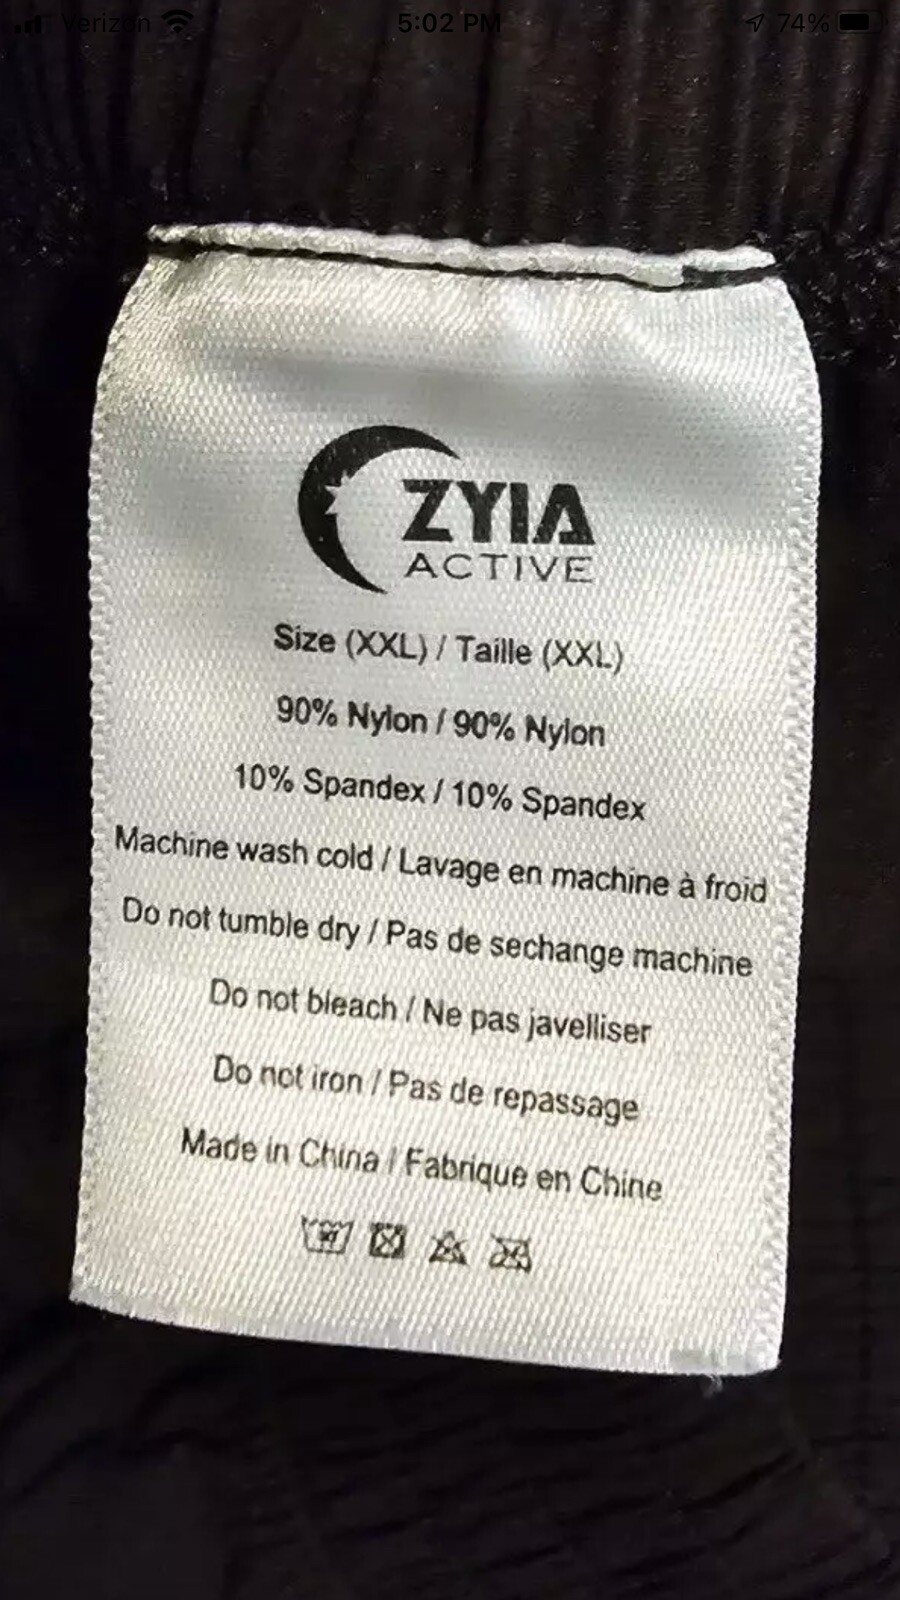 Verizon 5:02 PM 74%
ZYIA
ACTIVE
Size (XXL) / Taille (XXL)
90% Nylon / 90% Nylon
10% Spandex / 10% Spandex
Machine wash cold / Lavage en machine à froid
Do not tumble dry / Pas de sechange machine
Do not bleach / Ne pas javelliser
Do not iron / Pas de repassage
Made in China / Fabrique en Chine